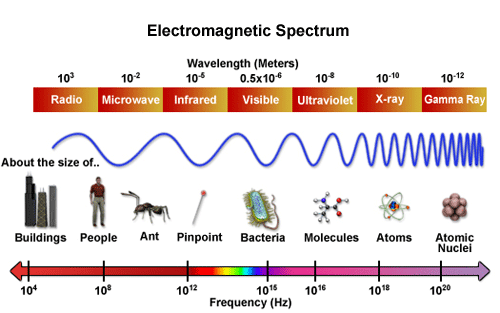 Electromagnetic Spectrum
Wavelength (Meters)
10³ 10⁻² 10⁻⁵ 0.5x10⁻⁶ 10⁻⁸ 10⁻¹⁰ 10⁻¹²
Radio Microwave Infrared Visible Ultraviolet X-ray Gamma Ray
About the size of..
Buildings People Ant Pinpoint Bacteria Molecules Atoms Atomic
Nuclei
10⁴ 10⁸ 10¹² 10¹⁵ 10¹⁶ 10¹⁸ 10²⁰
Frequency (Hz)